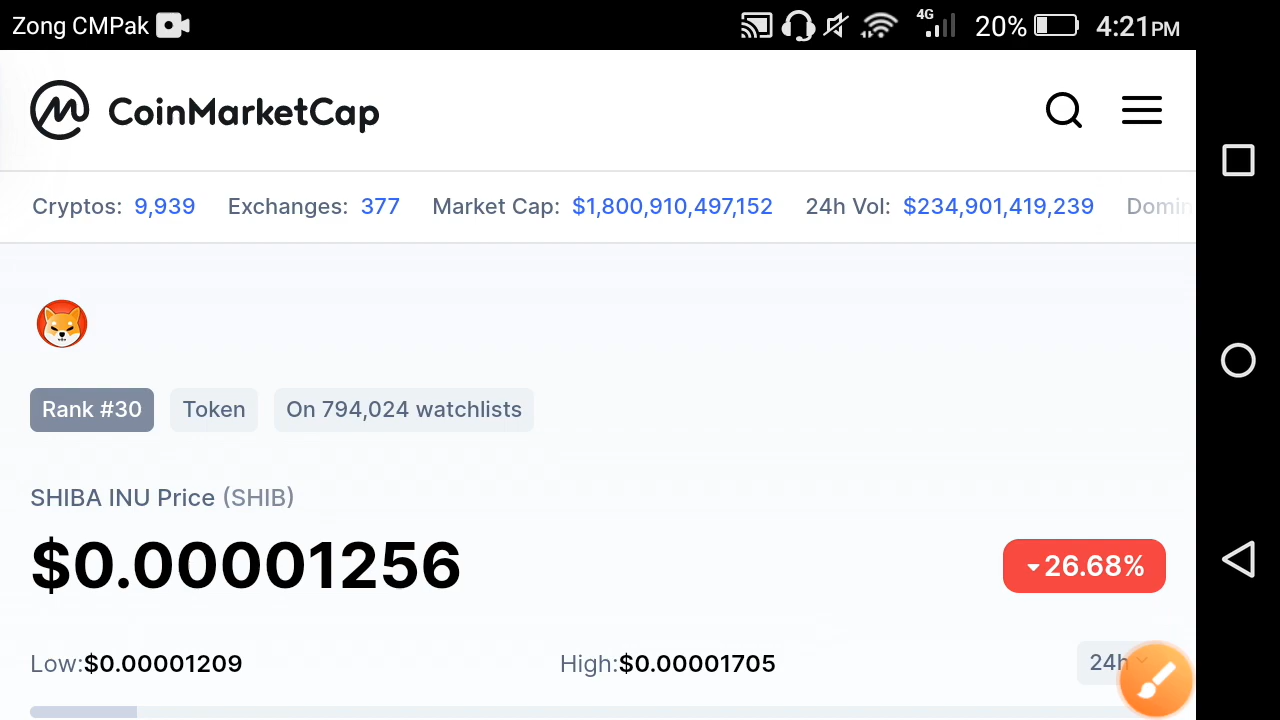 Zong CMPak 4G 20% 4:21PM
CoinMarketCap
Cryptos: 9,939 Exchanges: 377 Market Cap: $1,800,910,497,152 24h Vol: $234,901,419,239 Domin
Rank #30 Token On 794,024 watchlists
SHIBA INU Price (SHIB)
$0.00001256 26.68%
Low:$0.00001209 High:$0.00001705 24h